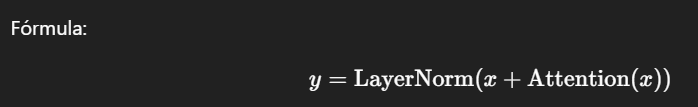 Fórmula:
y = LayerNorm(x + Attention(x))